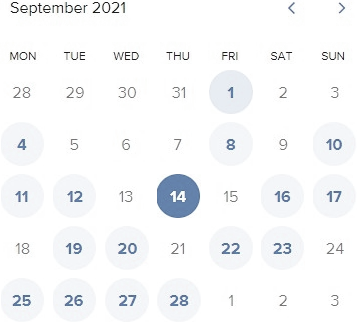 September 2021
MON TUE WED THU FRI SAT SUN
28 29 30 31 1 2 3
4 5 6 7 8 9 10
11 12 13 14 15 16 17
18 19 20 21 22 23 24
25 26 27 28 1 2 3